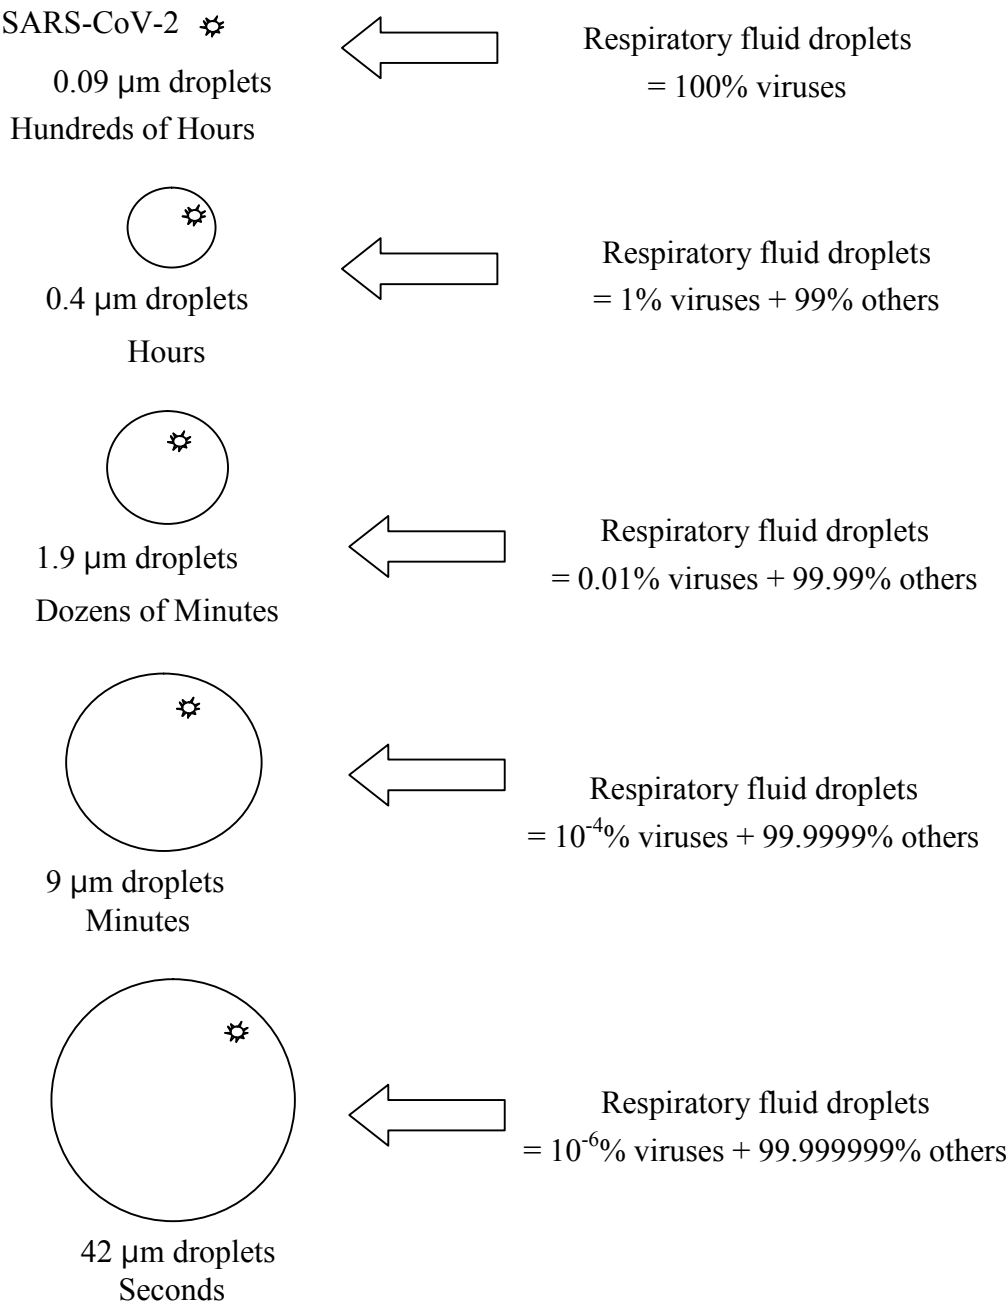 SARS-CoV-2
0.09 μm droplets
Hundreds of Hours
Respiratory fluid droplets
= 100% viruses
0.4 μm droplets
Hours
Respiratory fluid droplets
= 1% viruses + 99% others
1.9 μm droplets
Dozens of Minutes
Respiratory fluid droplets
= 0.01% viruses + 99.99% others
9 μm droplets
Minutes
Respiratory fluid droplets
= 10⁻⁴% viruses + 99.9999% others
42 μm droplets
Seconds
Respiratory fluid droplets
= 10⁻⁶% viruses + 99.999999% others